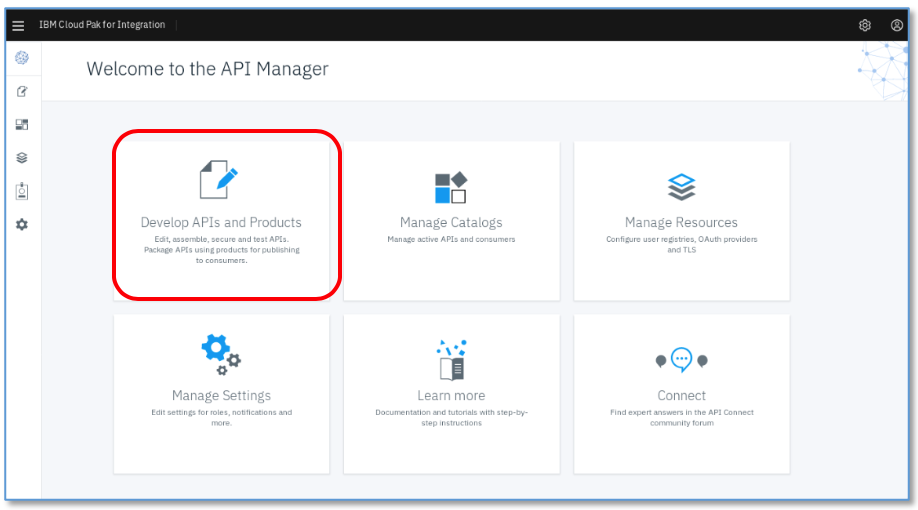 IBM Cloud Pak for Integration
Welcome to the API Manager
Develop APIs and Products
Edit, assemble, secure and test APIs.
Package APIs using products for publishing
to consumers.
Manage Catalogs
Manage active APIs and consumers
Manage Resources
Configure user registries, OAuth providers
and TLS
Manage Settings
Edit settings for roles, notifications and
more.
Learn more
Documentation and tutorials with step-by-
step instructions
Connect
Find expert answers in the API Connect
community forum